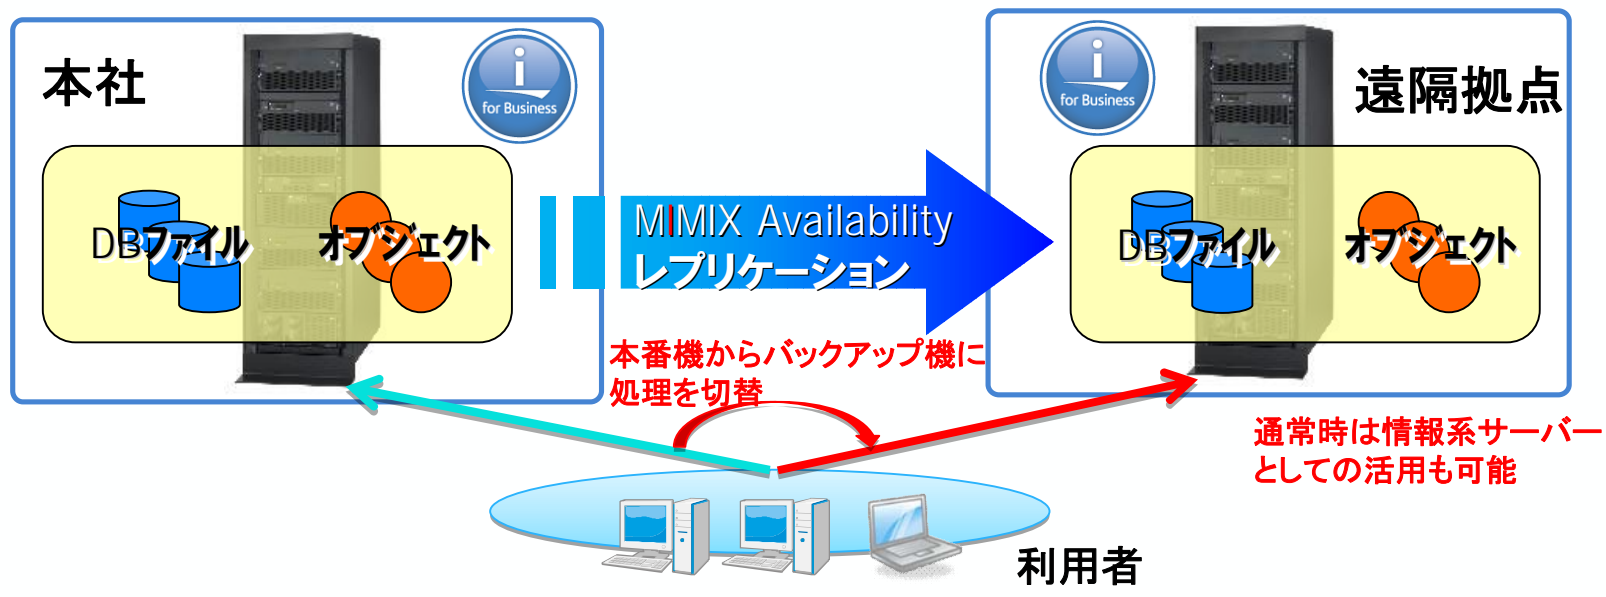 本社
i
for Business
DBファイル
オブジェクト
MIMIX Availability
レプリケーション
i
for Business
遠隔拠点
DBファイル
オブジェクト
本番機からバックアップ機に
処理を切替
通常時は情報系サーバー
としての活用も可能
利用者